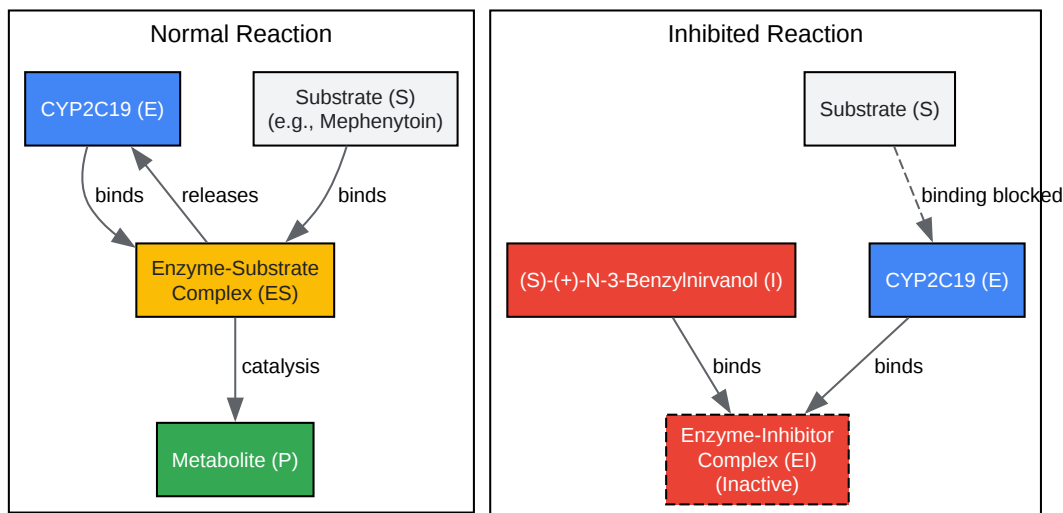 Normal Reaction
CYP2C19 (E)
Substrate (S)
(e.g., Mephenytoin)
binds
releases
binds
Enzyme-Substrate
Complex (ES)
catalysis
Metabolite (P)
Inhibited Reaction
Substrate (S)
binding blocked
(S)-(+)-N-3-Benzylnirvanol (I)
CYP2C19 (E)
binds
binds
Enzyme-Inhibitor
Complex (EI)
(Inactive)